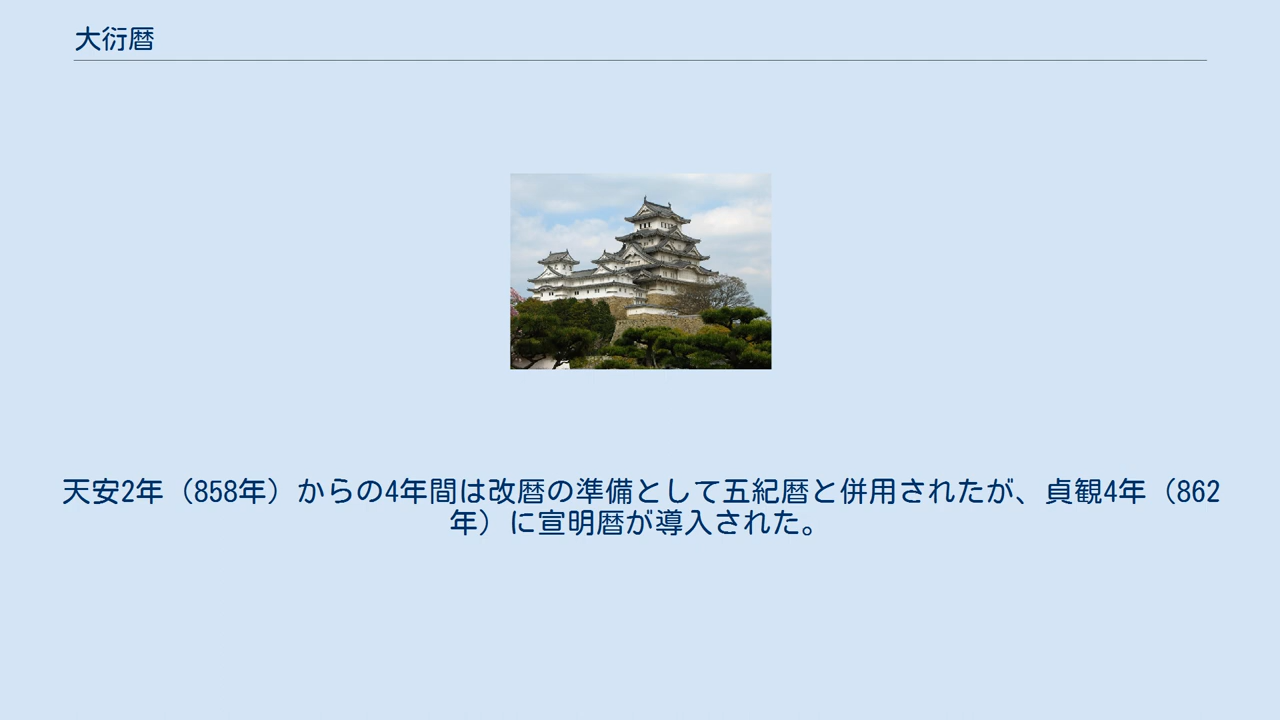 大衍暦
天安2年（858年）からの4年間は改暦の準備として五紀暦と併用されたが、貞観4年（862
年）に宣明暦が導入された。